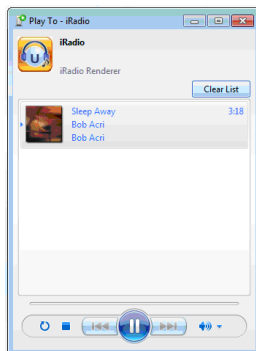 Play To - iRadio
iRadio
iRadio Renderer
Clear List
Sleep Away 3:18
Bob Acri
Bob Acri